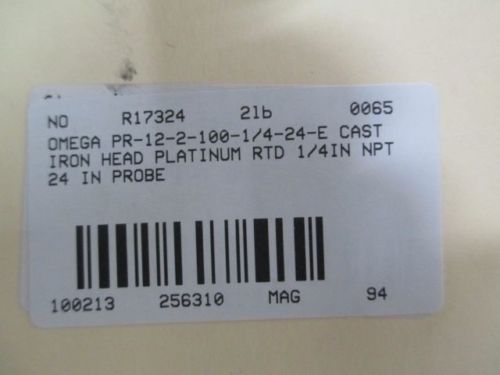 NO R17324 2lb 0065
OMEGA PR-12-2-100-1/4-24-E CAST
IRON HEAD PLATINUM RTD 1/4IN NPT
24 IN PROBE
100213 256310 MAG 94